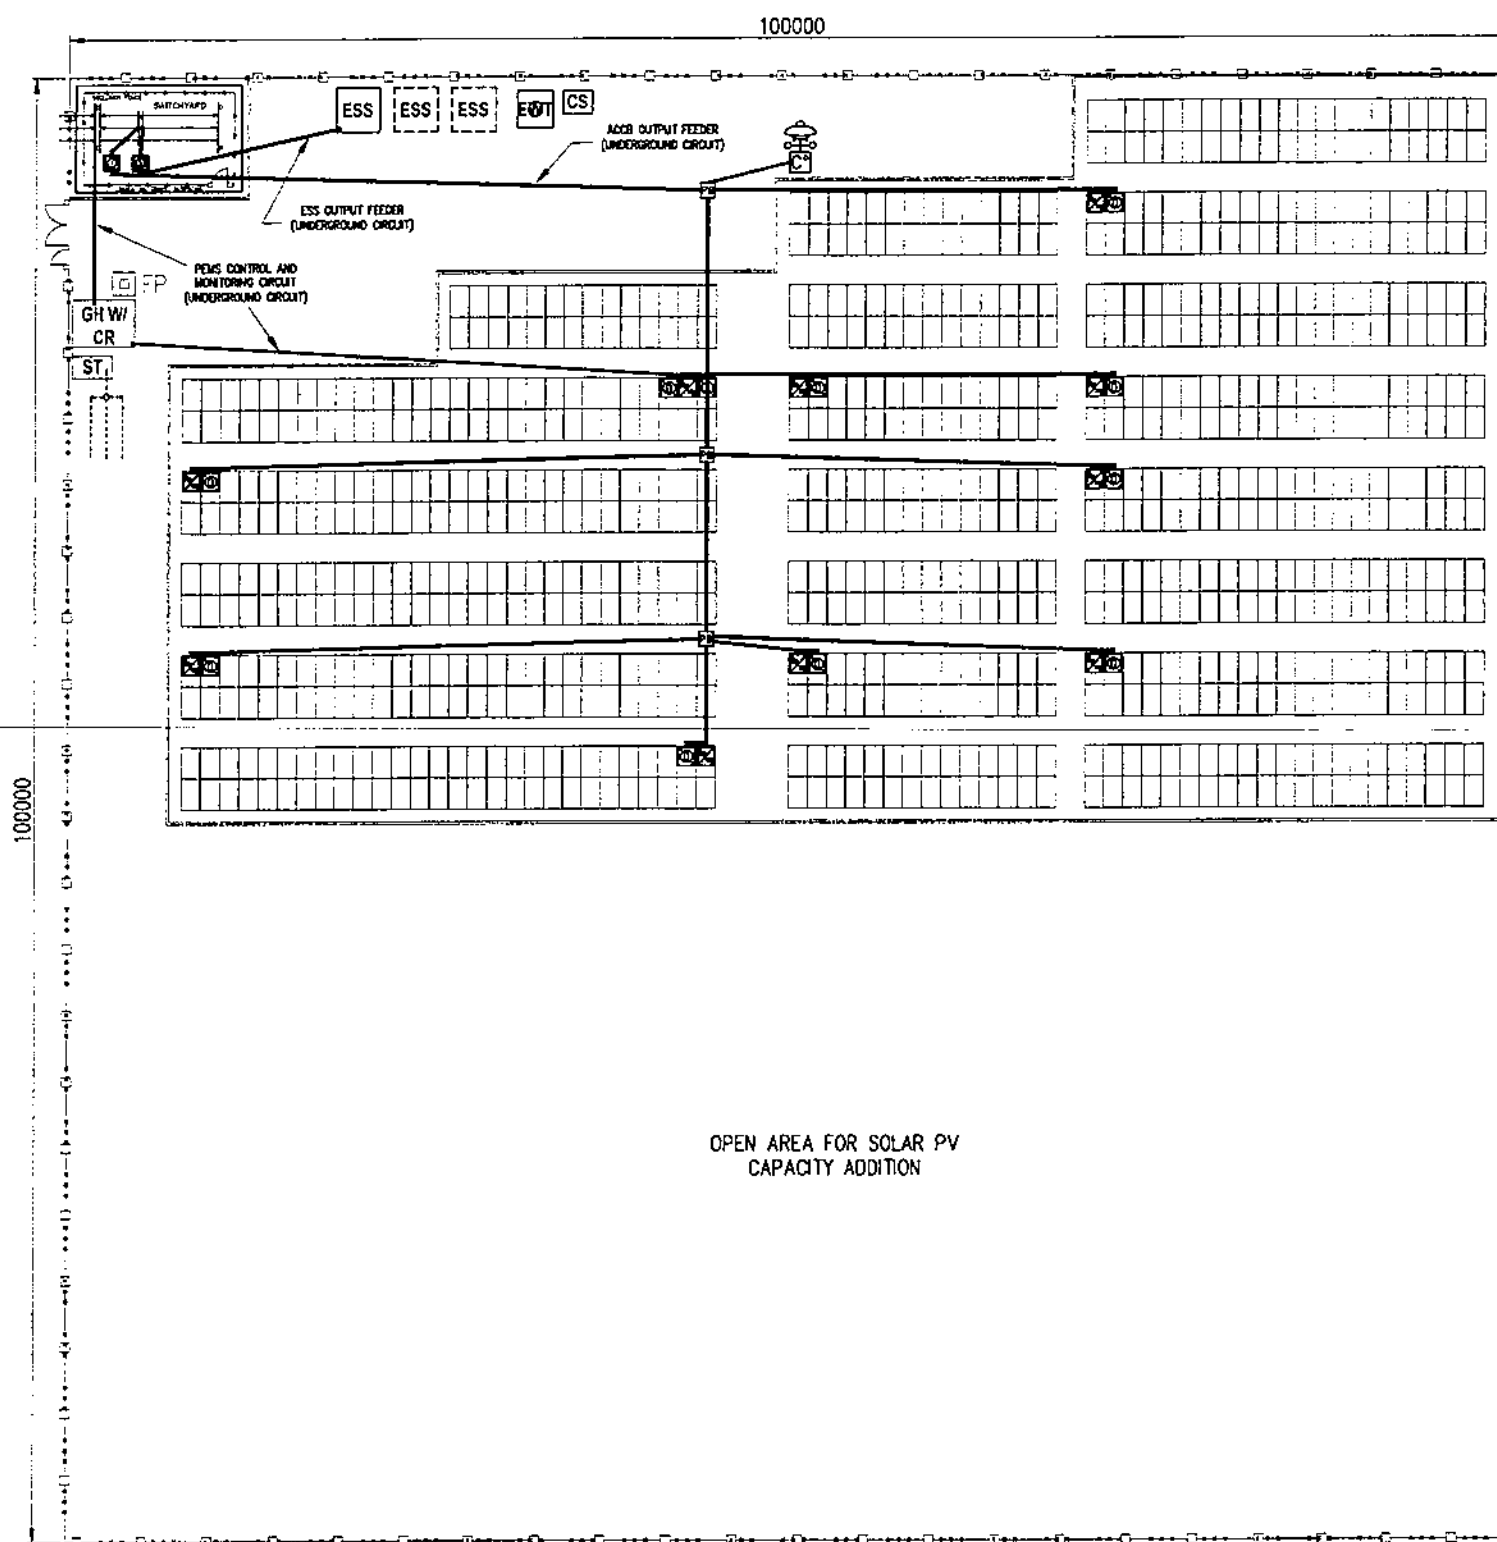 100000
SWITCHYARD
ESS
ESS
ESS
CS
ACCB OUTPUT FEEDER
(UNDERGROUND CIRCUIT)
ESS OUTPUT FEEDER
(UNDERGROUND CIRCUIT)
PEMS CONTROL AND
MONITORING CIRCUIT
(UNDERGROUND CIRCUIT)
FP
GH W/
CR
ST
100000
OPEN AREA FOR SOLAR PV
CAPACITY ADDITION